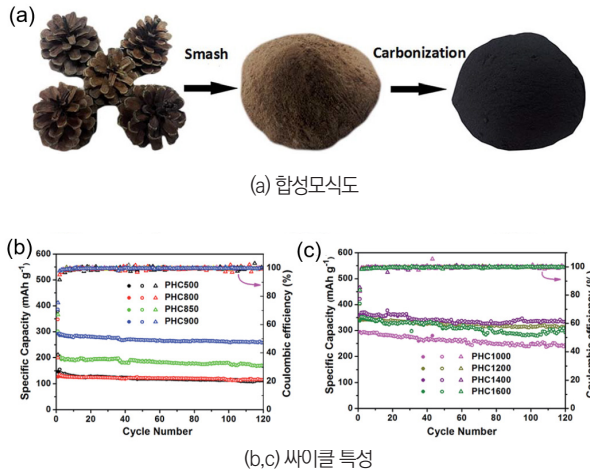 (a)
Smash
Carbonization
(a) 합성모식도
(b)
600
500
400
300
200
100
0
Specific Capacity (mAh g⁻¹)
PHC500
PHC800
PHC850
PHC900
0 20 40 60 80 100 120
Cycle Number
100
80
60
40
20
0
Coulombic efficiency (%)
(c)
600
500
400
300
200
100
0
Specific Capacity (mAh g⁻¹)
PHC1000
PHC1200
PHC1400
PHC1600
0 20 40 60 80 100 120
Cycle Number
100
80
60
40
20
0
Coulombic efficiency (%)
(b,c) 싸이클 특성